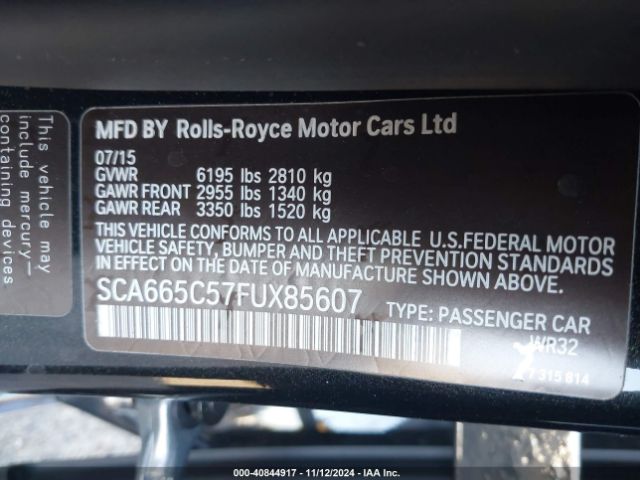 This vehicle may
include mercury-
containing devices
MFD BY Rolls-Royce Motor Cars Ltd
07/15
GVWR 6195 lbs 2810 kg
GAWR FRONT 2955 lbs 1340 kg
GAWR REAR 3350 lbs 1520 kg
THIS VEHICLE CONFORMS TO ALL APPLICABLE U.S.FEDERAL MOTOR
VEHICLE SAFETY, BUMPER AND THEFT PREVENTION STANDARDS
IN EFFECT ON THE DATE OF MANUFACTURE SHOWN ABOVE.
SCA665C57FUX85607
TYPE: PASSENGER CAR
WR32
7 315 814
000-40844917 - 11/12/2024 - IAA Inc.